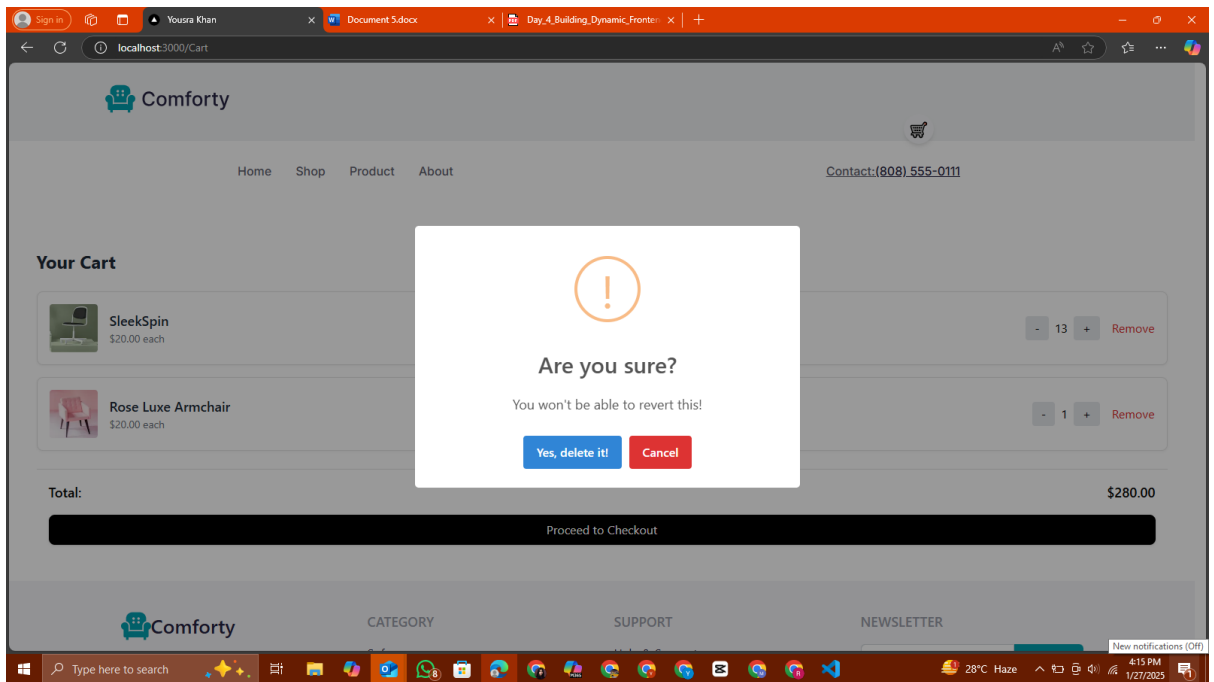 Sign in
Yousra Khan
Document 5.docx
Day_4_Building_Dynamic_Fronten
localhost:3000/Cart
Comforty
Home Shop Product About
Contact:(808) 555-0111
Your Cart
SleekSpin
$20.00 each
- 13 + Remove
Rose Luxe Armchair
$20.00 each
- 1 + Remove
Are you sure?
You won't be able to revert this!
Yes, delete it! Cancel
Total: $280.00
Proceed to Checkout
Comforty
CATEGORY
SUPPORT
NEWSLETTER
New notifications (Off)
Type here to search
28°C Haze
4:15 PM
1/27/2025